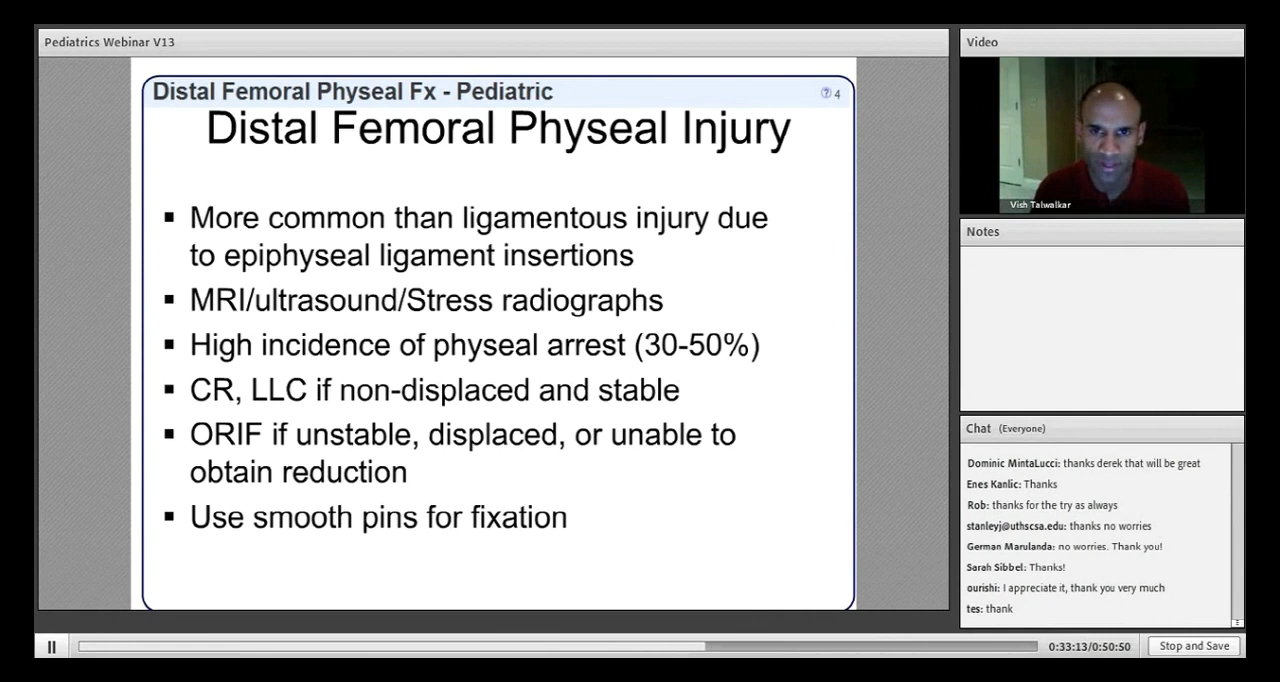 Pediatrics Webinar V13
Distal Femoral Physeal Fx - Pediatric
? 4
Distal Femoral Physeal Injury
▪ More common than ligamentous injury due
to epiphyseal ligament insertions
▪ MRI/ultrasound/Stress radiographs
▪ High incidence of physeal arrest (30-50%)
▪ CR, LLC if non-displaced and stable
▪ ORIF if unstable, displaced, or unable to
obtain reduction
▪ Use smooth pins for fixation
Video
Vish Talwalkar
Notes
Chat (Everyone)
Dominic MintaLucci: thanks derek that will be great
Enes Kanlic: Thanks
Rob: thanks for the try as always
stanleyj@uthscsa.edu: thanks no worries
German Marulanda: no worries. Thank you!
Sarah Sibbel: Thanks!
ourishi: I appreciate it, thank you very much
tes: thank
0:33:13/0:50:50
Stop and Save